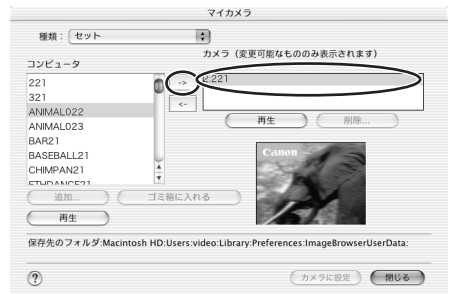 マイカメラ
種類： セット
コンピュータ
カメラ（変更可能なもののみ表示されます）
221
321
ANIMAL022
ANIMAL023
BAR21
BASEBALL21
CHIMPAN21
ETHDANCE21
->
<-
2.221
再生
削除...
Canon
追加...
ゴミ箱に入れる
再生
保存先のフォルダ:Macintosh HD:Users:video:Library:Preferences:ImageBrowserUserData:
?
カメラに設定
閉じる